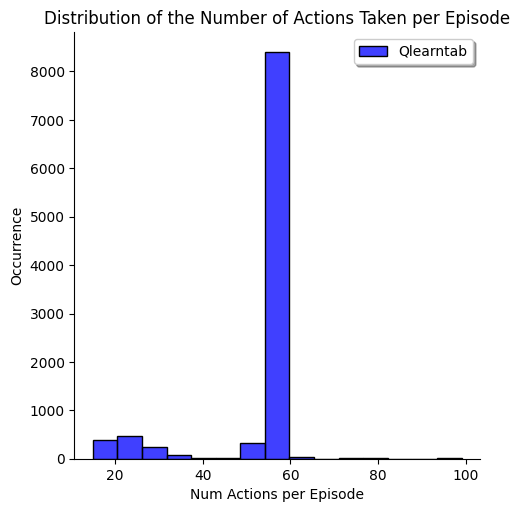 Distribution of the Number of Actions Taken per Episode
Qlearntab
8000
7000
6000
5000
4000
3000
2000
1000
0
Occurrence
20 40 60 80 100
Num Actions per Episode